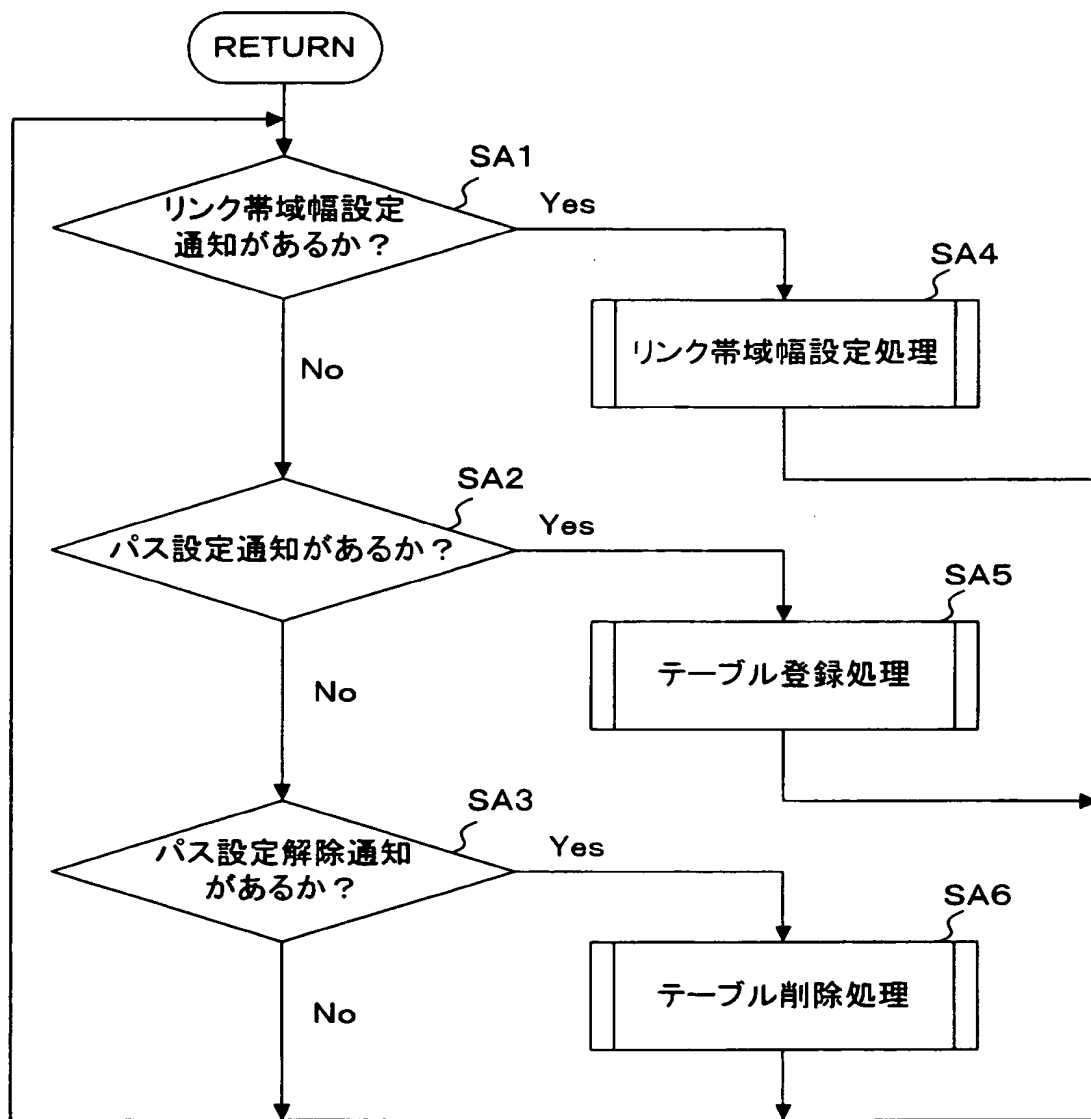 RETURN
SA1
リンク帯域幅設定
通知があるか？
Yes
SA4
リンク帯域幅設定処理
No
SA2
パス設定通知があるか？
Yes
SA5
テーブル登録処理
No
SA3
パス設定解除通知
があるか？
Yes
SA6
テーブル削除処理
No